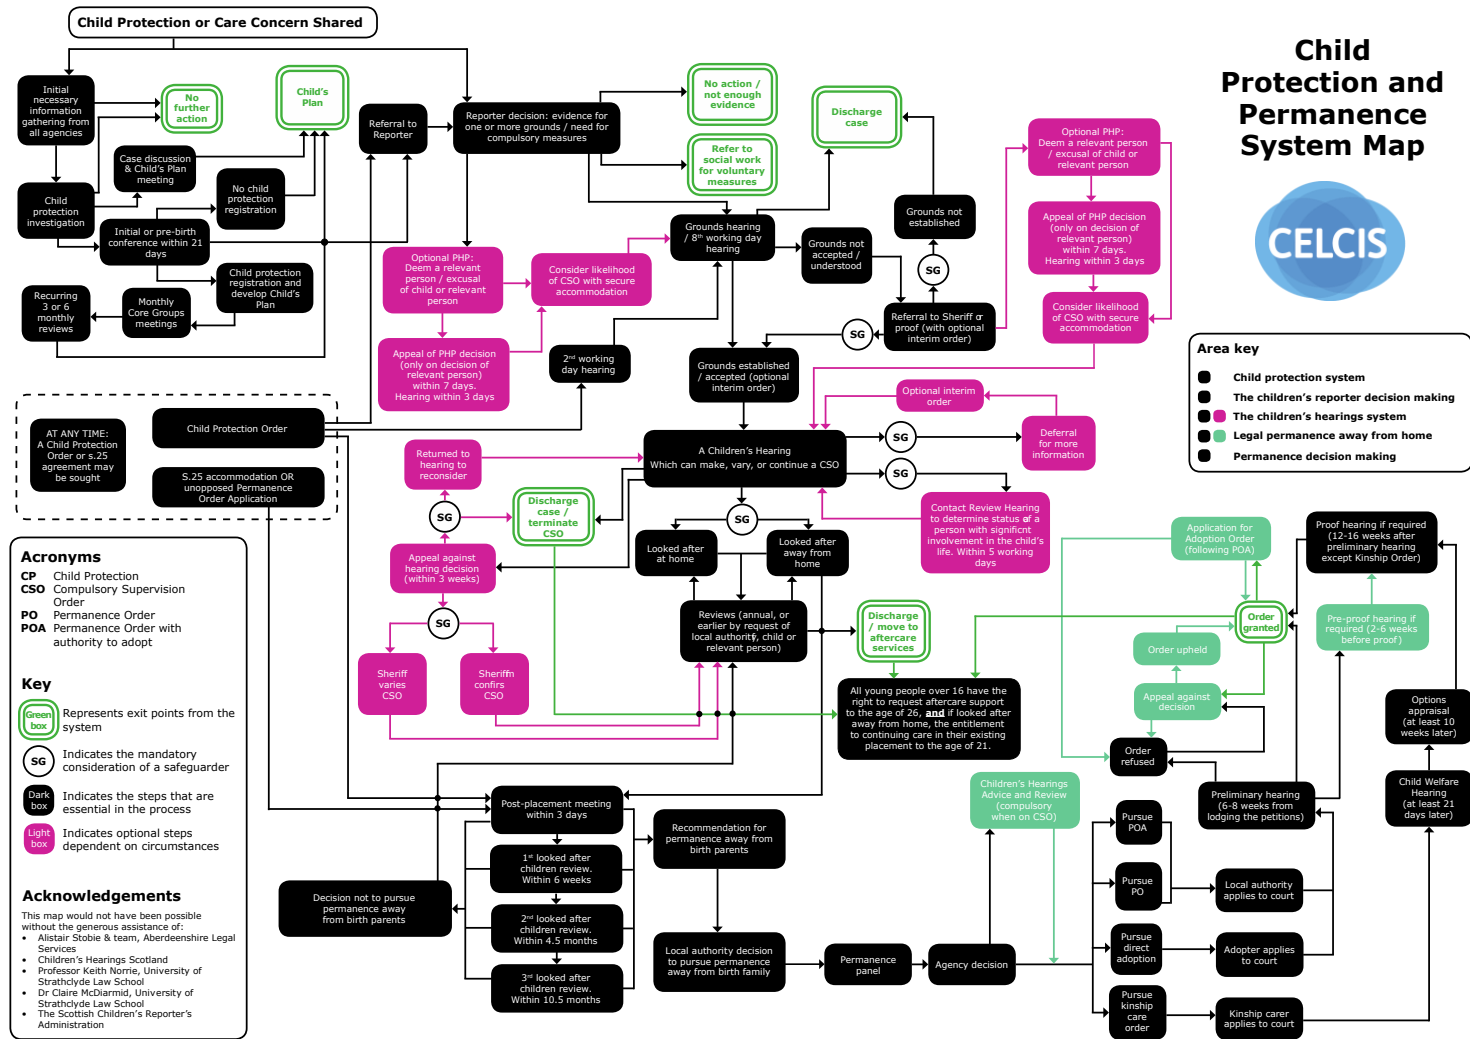 Child Protection or Care Concern Shared
Child
Protection and
Permanence
System Map
CELCIS
Initial
necessary
information
gathering from
all agencies
No
further
action
Child's
Plan
Referral to
Reporter
Reporter decision: evidence for
one or more grounds / need for
compulsory measures
No action /
not enough
evidence
Refer to
social work
for voluntary
measures
Discharge
case
Optional PHP:
Deem a relevant person
/ excusal of child or
relevant person
Case discussion
& Child's Plan
meeting
No child
protection
registration
Child
protection
investigation
Initial or pre-birth
conference within 21
days
Child protection
registration and
develop Child's
Plan
Monthly
Core Groups
meetings
Recurring
3 or 6
monthly
reviews
Optional PHP:
Deem a relevant
person / excusal
of child or relevant
person
Consider likelihood
of CSO with secure
accommodation
Appeal of PHP decision
(only on decision of
relevant person)
within 7 days.
Hearing within 3 days
2nd working
day hearing
Grounds hearing
/ 8th working day
hearing
Grounds not
accepted /
understood
Grounds not
established
SG
Referral to Sheriff or
proof (with optional
interim order)
SG
Grounds established
/ accepted (optional
interim order)
Appeal of PHP decision
(only on decision of
relevant person)
within 7 days.
Hearing within 3 days
Consider likelihood
of CSO with secure
accommodation
Area key
Child protection system
The children's reporter decision making
The children's hearings system
Legal permanence away from home
Permanence decision making
AT ANY TIME:
A Child Protection
Order or s.25
agreement may
be sought
Child Protection Order
S.25 accommodation OR
unopposed Permanence
Order Application
Optional interim
order
Deferral
for more
information
A Children's Hearing
Which can make, vary, or continue a CSO
SG
SG
Returned to
hearing to
reconsider
SG
Discharge
case /
terminate
CSO
Appeal against
hearing decision
(within 3 weeks)
SG
Sheriff
varies
CSO
Sheriff
confirs
CSO
SG
Looked after
at home
Looked after
away from
home
Reviews (annual, or
earlier by request of
local authority, child or
relevant person)
Contact Review Hearing
to determine status of a
person with significnt
involvement in the child's
life. Within 5 working
days
Discharge
/ move to
aftercare
services
All young people over 16 have the
right to request aftercare support
to the age of 26, and if looked after
away from home, the entitlement
to continuing care in their existing
placement to the age of 21.
Application for
Adoption Order
(following POA)
Order
granted
Order upheld
Appeal against
decision
Order
refused
Proof hearing if required
(12-16 weeks after
preliminary hearing
except Kinship Order)
Pre-proof hearing if
required (2-6 weeks
before proof)
Options
appraisal
(at least 10
weeks later)
Child Welfare
Hearing
(at least 21
days later)
Preliminary hearing
(6-8 weeks from
lodging the petitions)
Acronyms
CP Child Protection
CSO Compulsory Supervision
Order
PO Permanence Order
POA Permanence Order with
authority to adopt
Key
Green
box
Represents exit points from the
system
SG
Indicates the mandatory
consideration of a safeguarder
Dark
box
Indicates the steps that are
essential in the process
Light
box
Indicates optional steps
dependent on circumstances
Acknowledgements
This map would not have been possible
without the generous assistance of:
• Alistair Stobie & team, Aberdeenshire Legal
Services
• Children's Hearings Scotland
• Professor Keith Norrie, University of
Strathclyde Law School
• Dr Claire McDiarmid, University of
Strathclyde Law School
• The Scottish Children's Reporter's
Administration
Post-placement meeting
within 3 days
1st looked after
children review.
Within 6 weeks
2nd looked after
children review.
Within 4.5 months
3rd looked after
children review.
Within 10.5 months
Decision not to pursue
permanence away
from birth parents
Recommendation for
permanence away from
birth parents
Local authority decision
to pursue permanence
away from birth family
Permanence
panel
Agency decision
Children's Hearings
Advice and Review
(compulsory
when on CSO)
Pursue
POA
Pursue
PO
Pursue
direct
adoption
Pursue
kinship
care
order
Local authority
applies to court
Adopter applies
to court
Kinship carer
applies to court